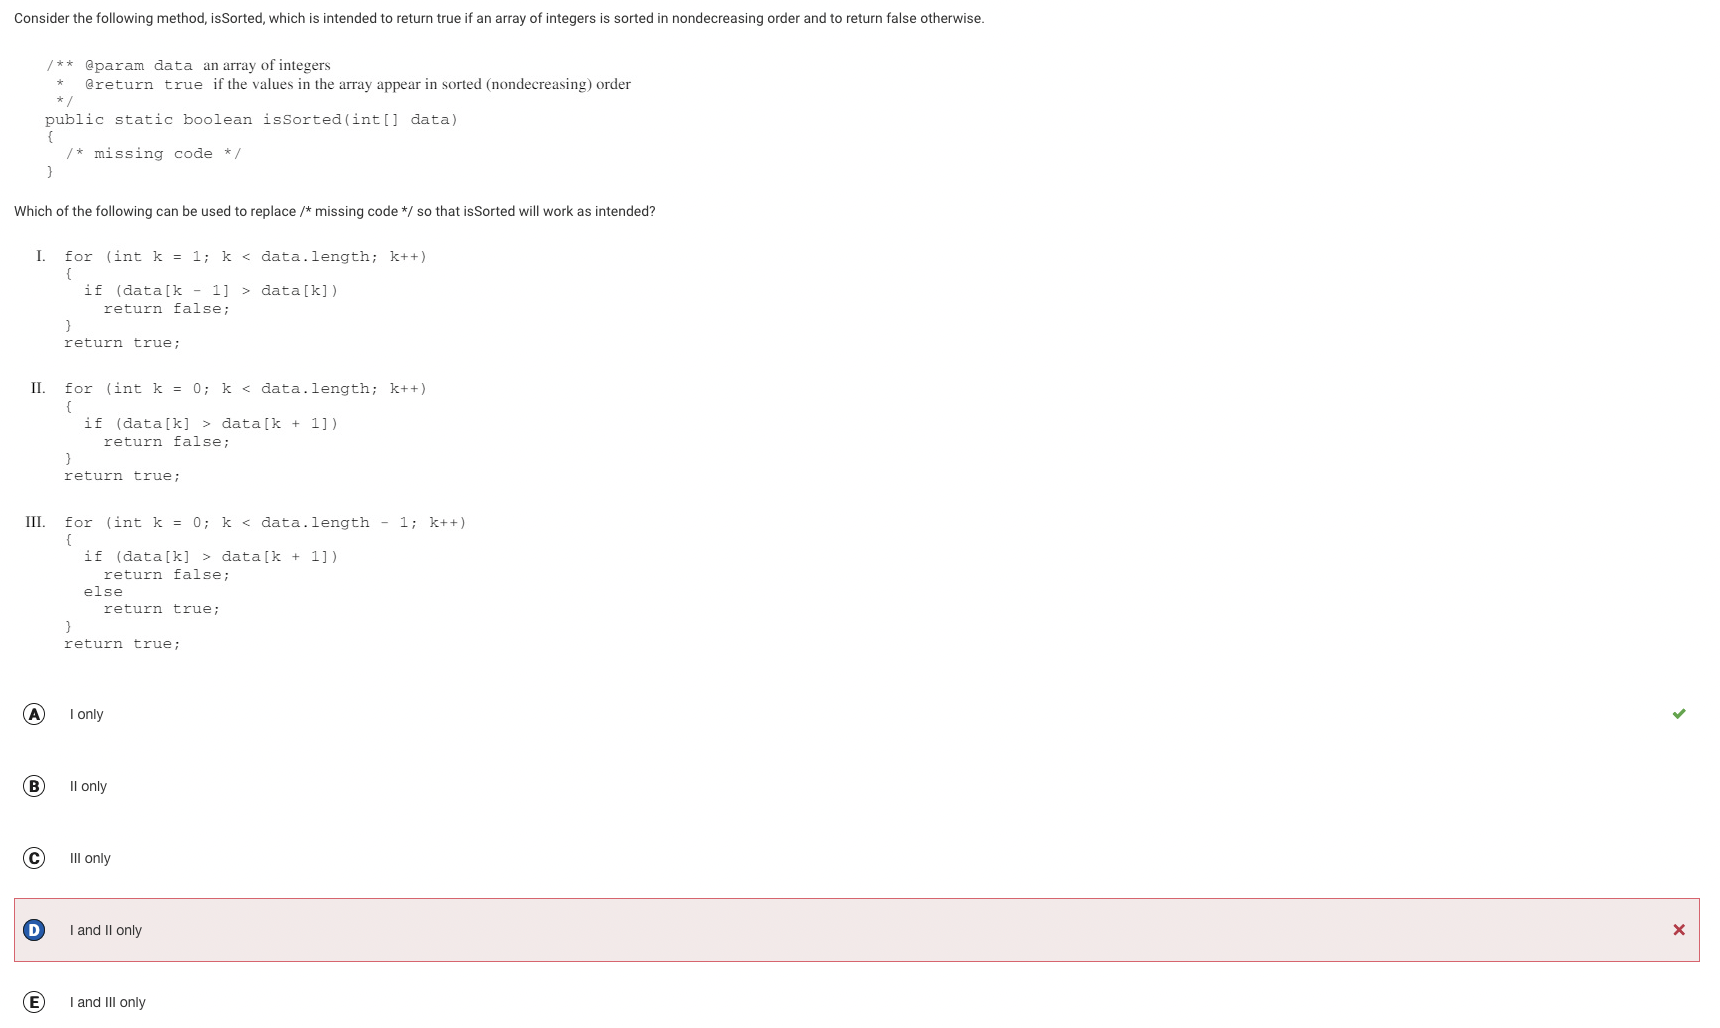 Consider the following method, isSorted, which is intended to return true if an array of integers is sorted in nondecreasing order and to return false otherwise.
/** @param data an array of integers
* @return true if the values in the array appear in sorted (nondecreasing) order
*/
public static boolean isSorted(int[] data)
{
/* missing code */
}
Which of the following can be used to replace /* missing code */ so that isSorted will work as intended?
I. for (int k = 1; k < data.length; k++)
{
if (data[k - 1] > data[k])
return false;
}
return true;
II. for (int k = 0; k < data.length; k++)
{
if (data[k] > data[k + 1])
return false;
}
return true;
III. for (int k = 0; k < data.length - 1; k++)
{
if (data[k] > data[k + 1])
return false;
else
return true;
}
return true;
A I only
B II only
C III only
D I and II only
E I and III only